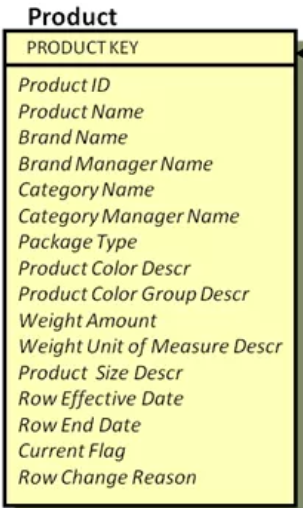 Product
PRODUCT KEY
Product ID
Product Name
Brand Name
Brand Manager Name
Category Name
Category Manager Name
Package Type
Product Color Descr
Product Color Group Descr
Weight Amount
Weight Unit of Measure Descr
Product Size Descr
Row Effective Date
Row End Date
Current Flag
Row Change Reason